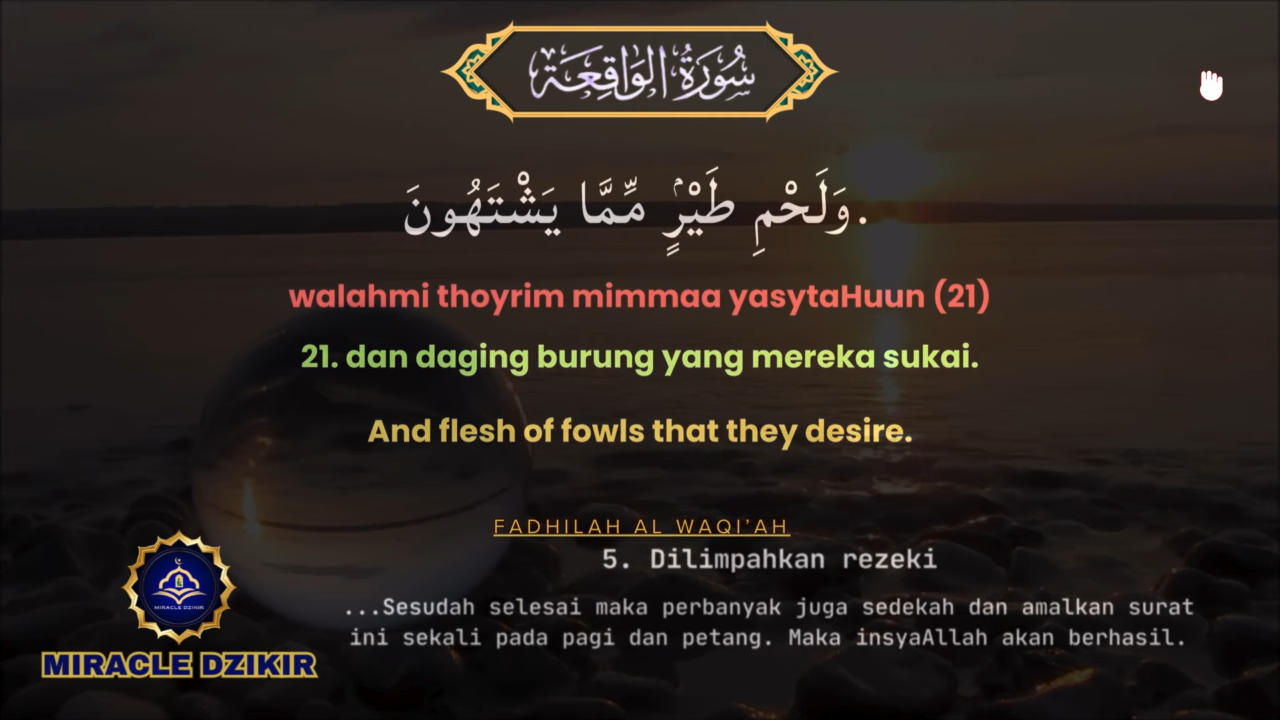 سُورَةُ الوَاقِعَة
.وَلَحْمِ طَيْرٍۢ مِّمَّا يَشْتَهُونَ
walahmi thoyrim mimmaa yasytaHuun (21)
21. dan daging burung yang mereka sukai.
And flesh of fowls that they desire.
FADHILAH AL WAQI’AH
5. Dilimpahkan rezeki
...Sesudah selesai maka perbanyak juga sedekah dan amalkan surat
ini sekali pada pagi dan petang. Maka insyaAllah akan berhasil.
MIRACLE DZIKIR
MIRACLE DZIKIR